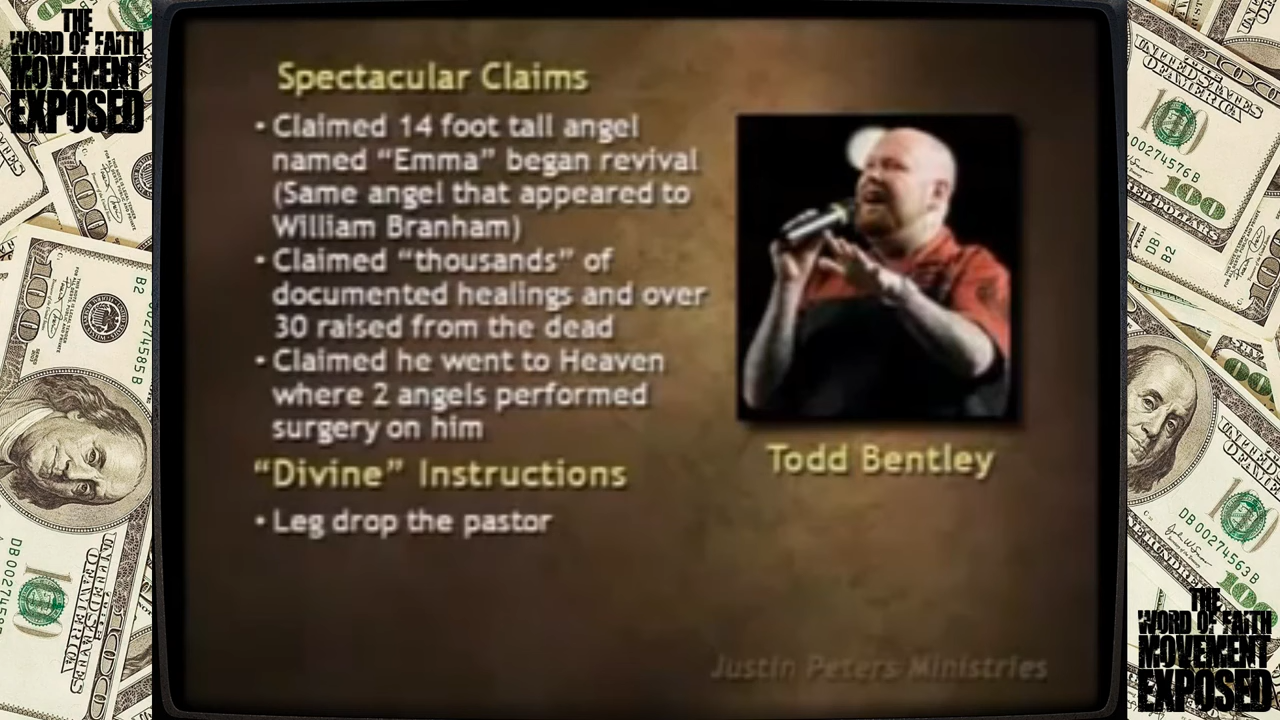 THE
WORD OF FAITH
MOVEMENT
EXPOSED
Spectacular Claims
• Claimed 14 foot tall angel
named “Emma” began revival
(Same angel that appeared to
William Branham)
• Claimed “thousands” of
documented healings and over
30 raised from the dead
• Claimed he went to Heaven
where 2 angels performed
surgery on him
“Divine” Instructions
• Leg drop the pastor
Todd Bentley
Justin Peters Ministries
THE
WORD OF FAITH
MOVEMENT
EXPOSED
DB 00274563B
100